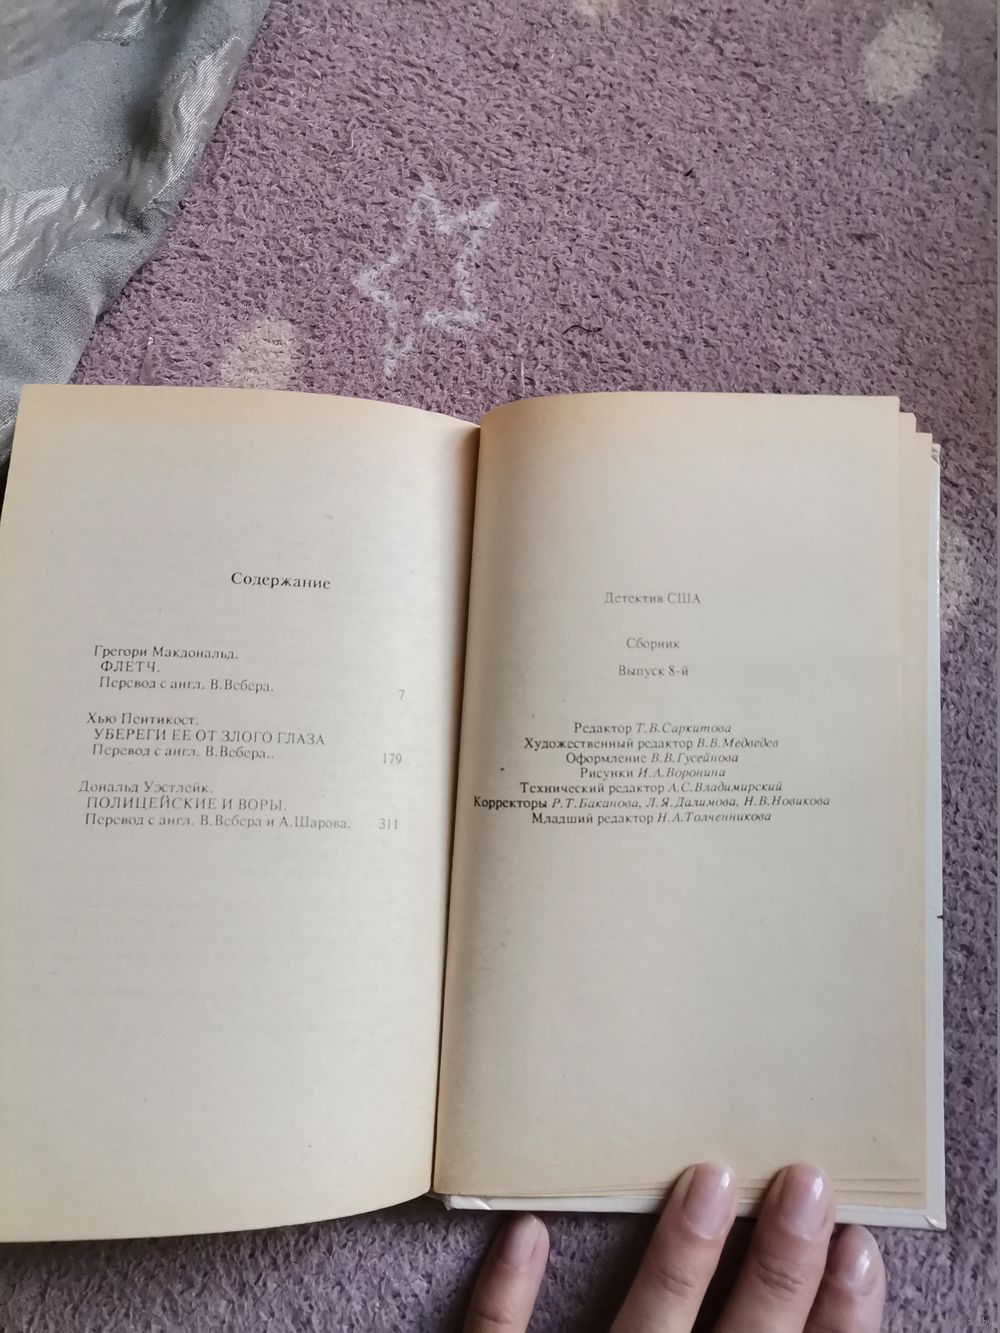 Содержание
Грегори Макдональд.
ФЛЕТЧ.
Перевод с англ. В.Вебера.
7
Хью Пентикост.
УБЕРЕГИ ЕЕ ОТ ЗЛОГО ГЛАЗА
Перевод с англ. В.Вебера..
179
Дональд Уэстлейк.
ПОЛИЦЕЙСКИЕ И ВОРЫ.
Перевод с англ. В.Вебера и А.Шарова.
311
Детектив США
Сборник
Выпуск 8-й
Редактор Т.В.Саркитова
Художественный редактор В.В.Медведев
Оформление В.В.Гусейнова
Рисунки И.А.Воронина
Технический редактор А.С.Владимирский
Корректоры Р.Т.Баканова, Л.Я.Далимова, Н.В.Новикова
Младший редактор Н.А.Толченникова